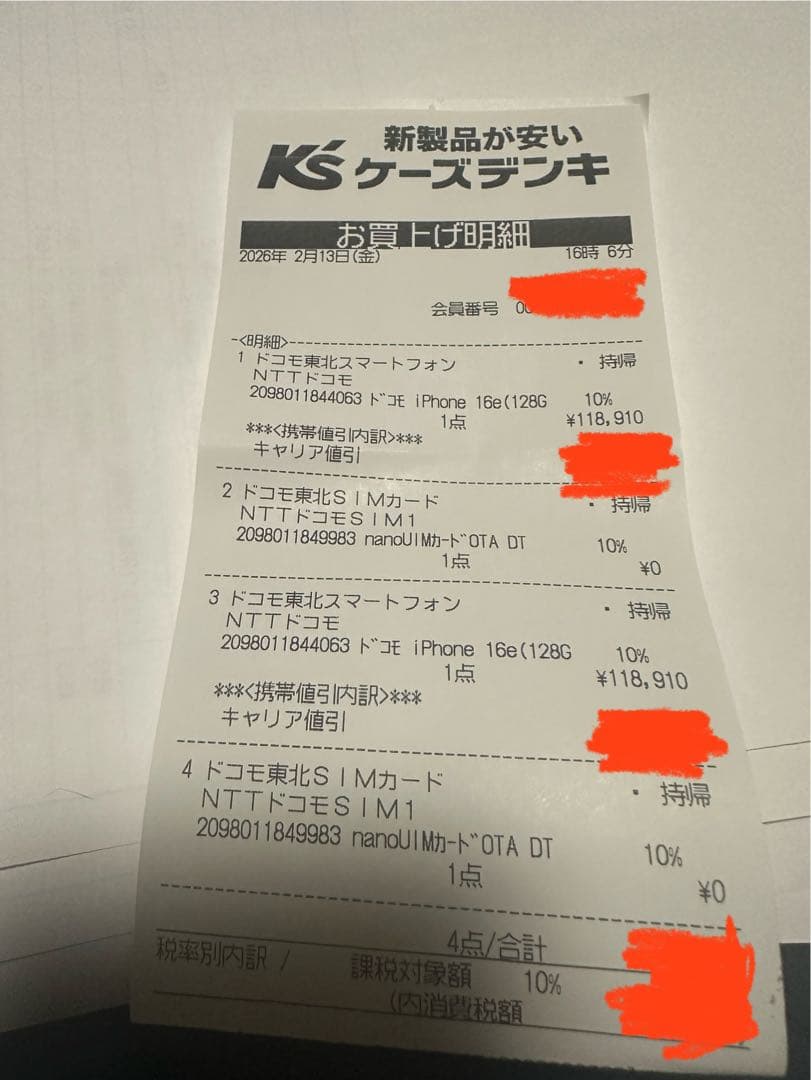 新製品が安い
K's ケーズデンキ
お買上げ明細
2026年 2月13日(金) 16時 6分
会員番号 00
-<明細>-
1 ドコモ東北スマートフォン ・ 持帰
NTTドコモ
2098011844063 ドコモ iPhone 16e(128G 10%
1点 ¥118,910
***<携帯値引内訳>***
キャリア値引
2 ドコモ東北SIMカード ・ 持帰
NTTドコモSIM1
2098011849983 nanoUIMカードOTA DT 10%
1点 ¥0
3 ドコモ東北スマートフォン ・ 持帰
NTTドコモ
2098011844063 ドコモ iPhone 16e(128G 10%
1点 ¥118,910
***<携帯値引内訳>***
キャリア値引
4 ドコモ東北SIMカード ・ 持帰
NTTドコモSIM1
2098011849983 nanoUIMカードOTA DT 10%
1点 ¥0
4点/合計
税率別内訳 / 課税対象額 10%
(内消費税額